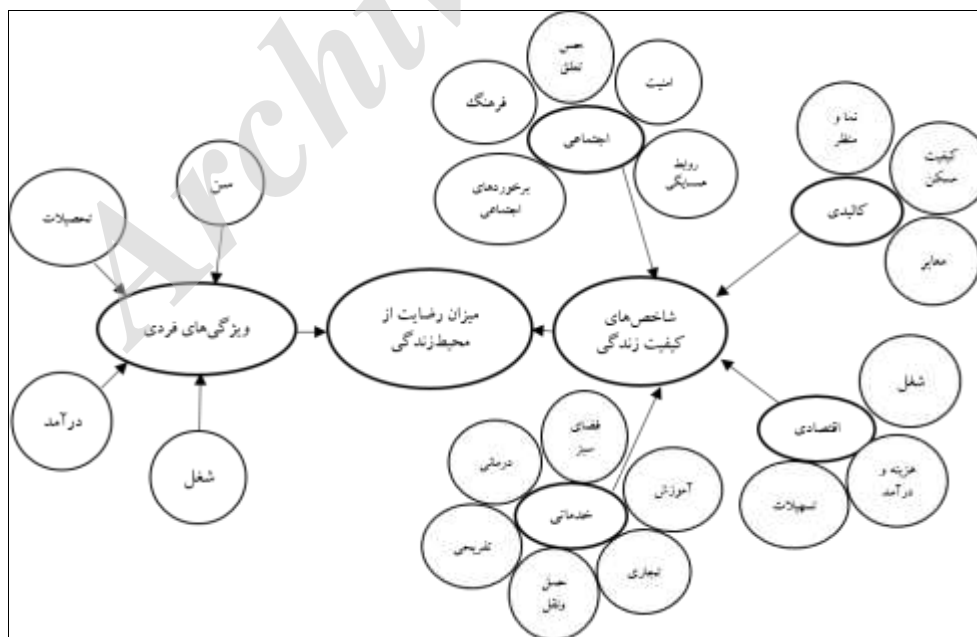 Archive
حس
تعلق
امنیت
فرهنگ
اجتماعی
روابط
همسایگی
برخوردهای
اجتماعی
نما و
منظر
کیفیت
مسکن
کالبدی
معابر
سن
تحصیلات
ویژگی‌های فردی
درآمد
شغل
میزان رضایت از
محیط‌زندگی
شاخص‌های
کیفیت زندگی
شغل
اقتصادی
هزینه و
درآمد
تسهیلات
فضای
سبز
درمانی
آموزش
خدماتی
تفریحی
تجاری
حمل
ونقل